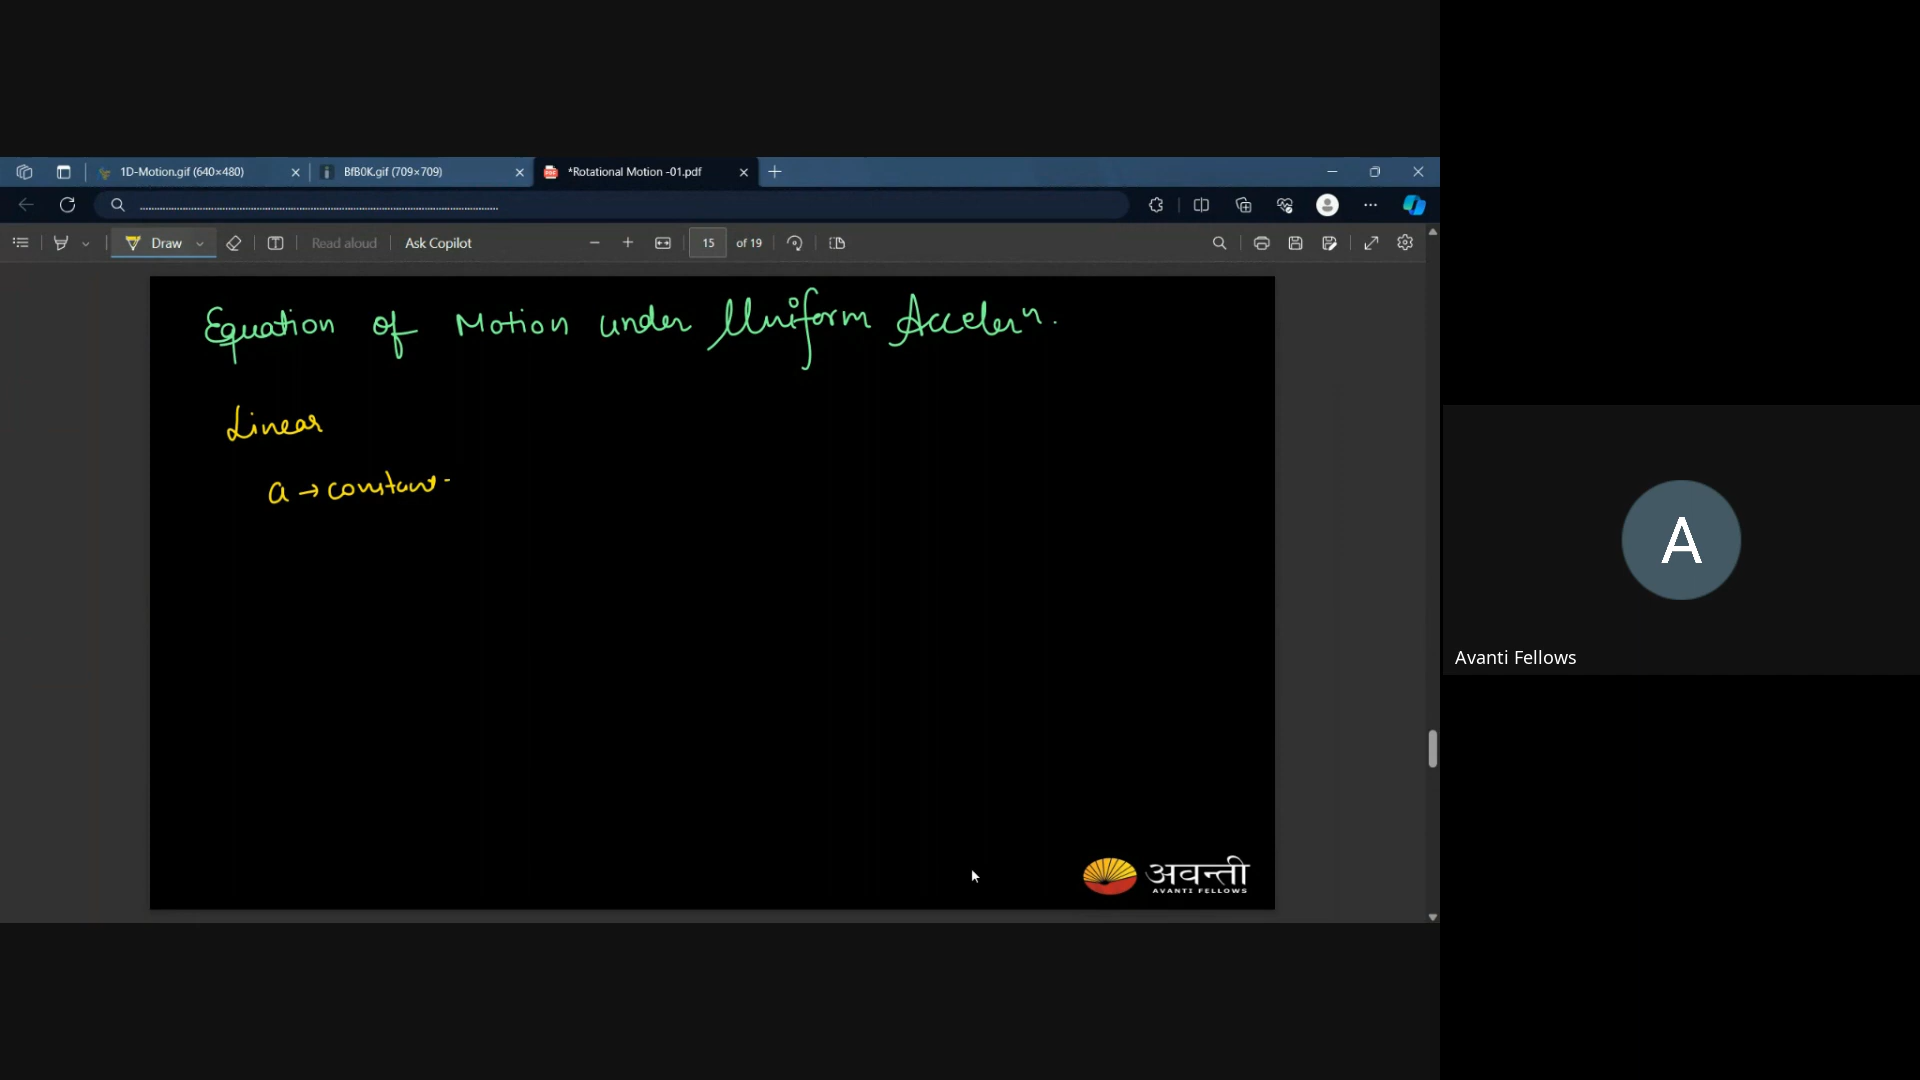 1D-Motion.gif (640×480)
BfB0K.gif (709×709)
*Rotational Motion -01.pdf
Draw
Read aloud
Ask Copilot
15 of 19
Equation of Motion under Uniform Accelerⁿ.
Linear
a → constant.
अवन्ती
AVANTI FELLOWS
A
Avanti Fellows